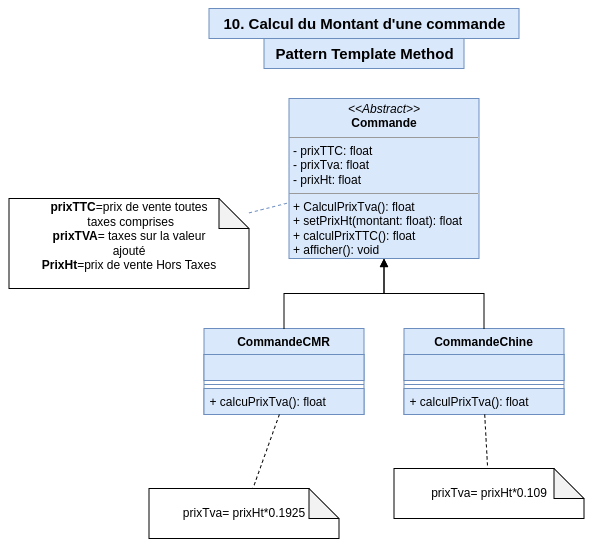 10. Calcul du Montant d'une commande
Pattern Template Method
<<Abstract>>
Commande
- prixTTC: float
- prixTva: float
- prixHt: float
+ CalculPrixTva(): float
+ setPrixHt(montant: float): float
+ calculPrixTTC(): float
+ afficher(): void
prixTTC=prix de vente toutes
taxes comprises
prixTVA= taxes sur la valeur
ajouté
PrixHt=prix de vente Hors Taxes
CommandeCMR
+ calcuPrixTva(): float
CommandeChine
+ calculPrixTva(): float
prixTva= prixHt*0.1925
prixTva= prixHt*0.109